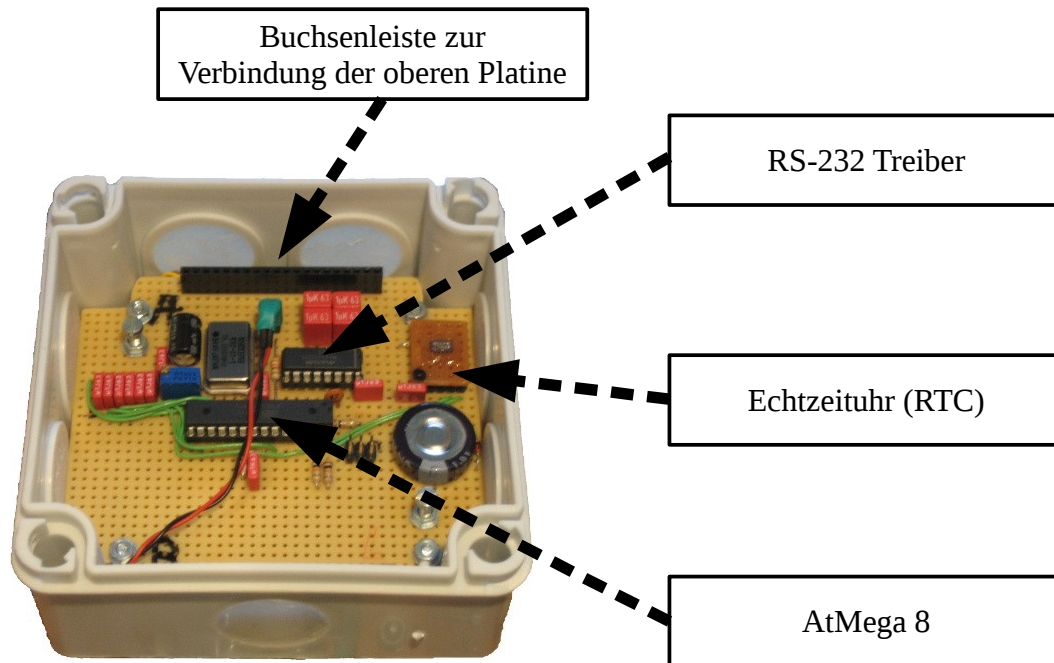 Buchsenleiste zur
Verbindung der oberen Platine
RS-232 Treiber
Echtzeituhr (RTC)
AtMega 8
A